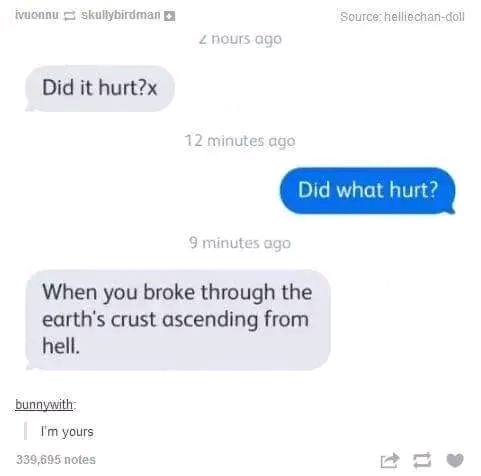 ivuonnu skullybirdman
Source: helliechan-doll
2 hours ago
Did it hurt?x
12 minutes ago
Did what hurt?
9 minutes ago
When you broke through the
earth's crust ascending from
hell.
bunnywith:
I'm yours
339,695 notes